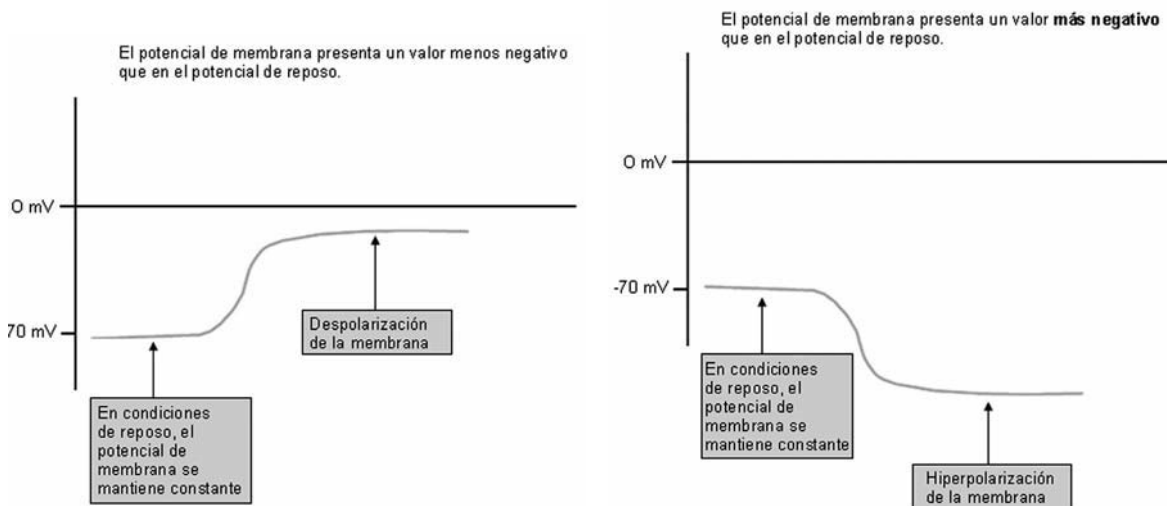 El potencial de membrana presenta un valor menos negativo
que en el potencial de reposo.
O mV
70 mV
Despolarización
de la membrana
En condiciones
de reposo, el
potencial de
membrana se
mantiene constante
El potencial de membrana presenta un valor más negativo
que en el potencial de reposo.
O mV
-70 mV
En condiciones
de reposo, el
potencial de
membrana se
mantiene constante
Hiperpolarización
de la membrana